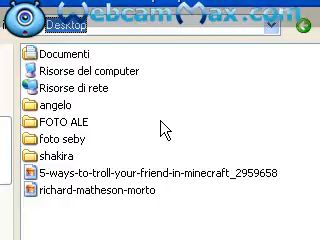 WebcamMax.com
Desktop
Documenti
Risorse del computer
Risorse di rete
angelo
FOTO ALE
foto seby
shakira
5-ways-to-troll-your-friend-in-minecraft_2959658
richard-matheson-morto